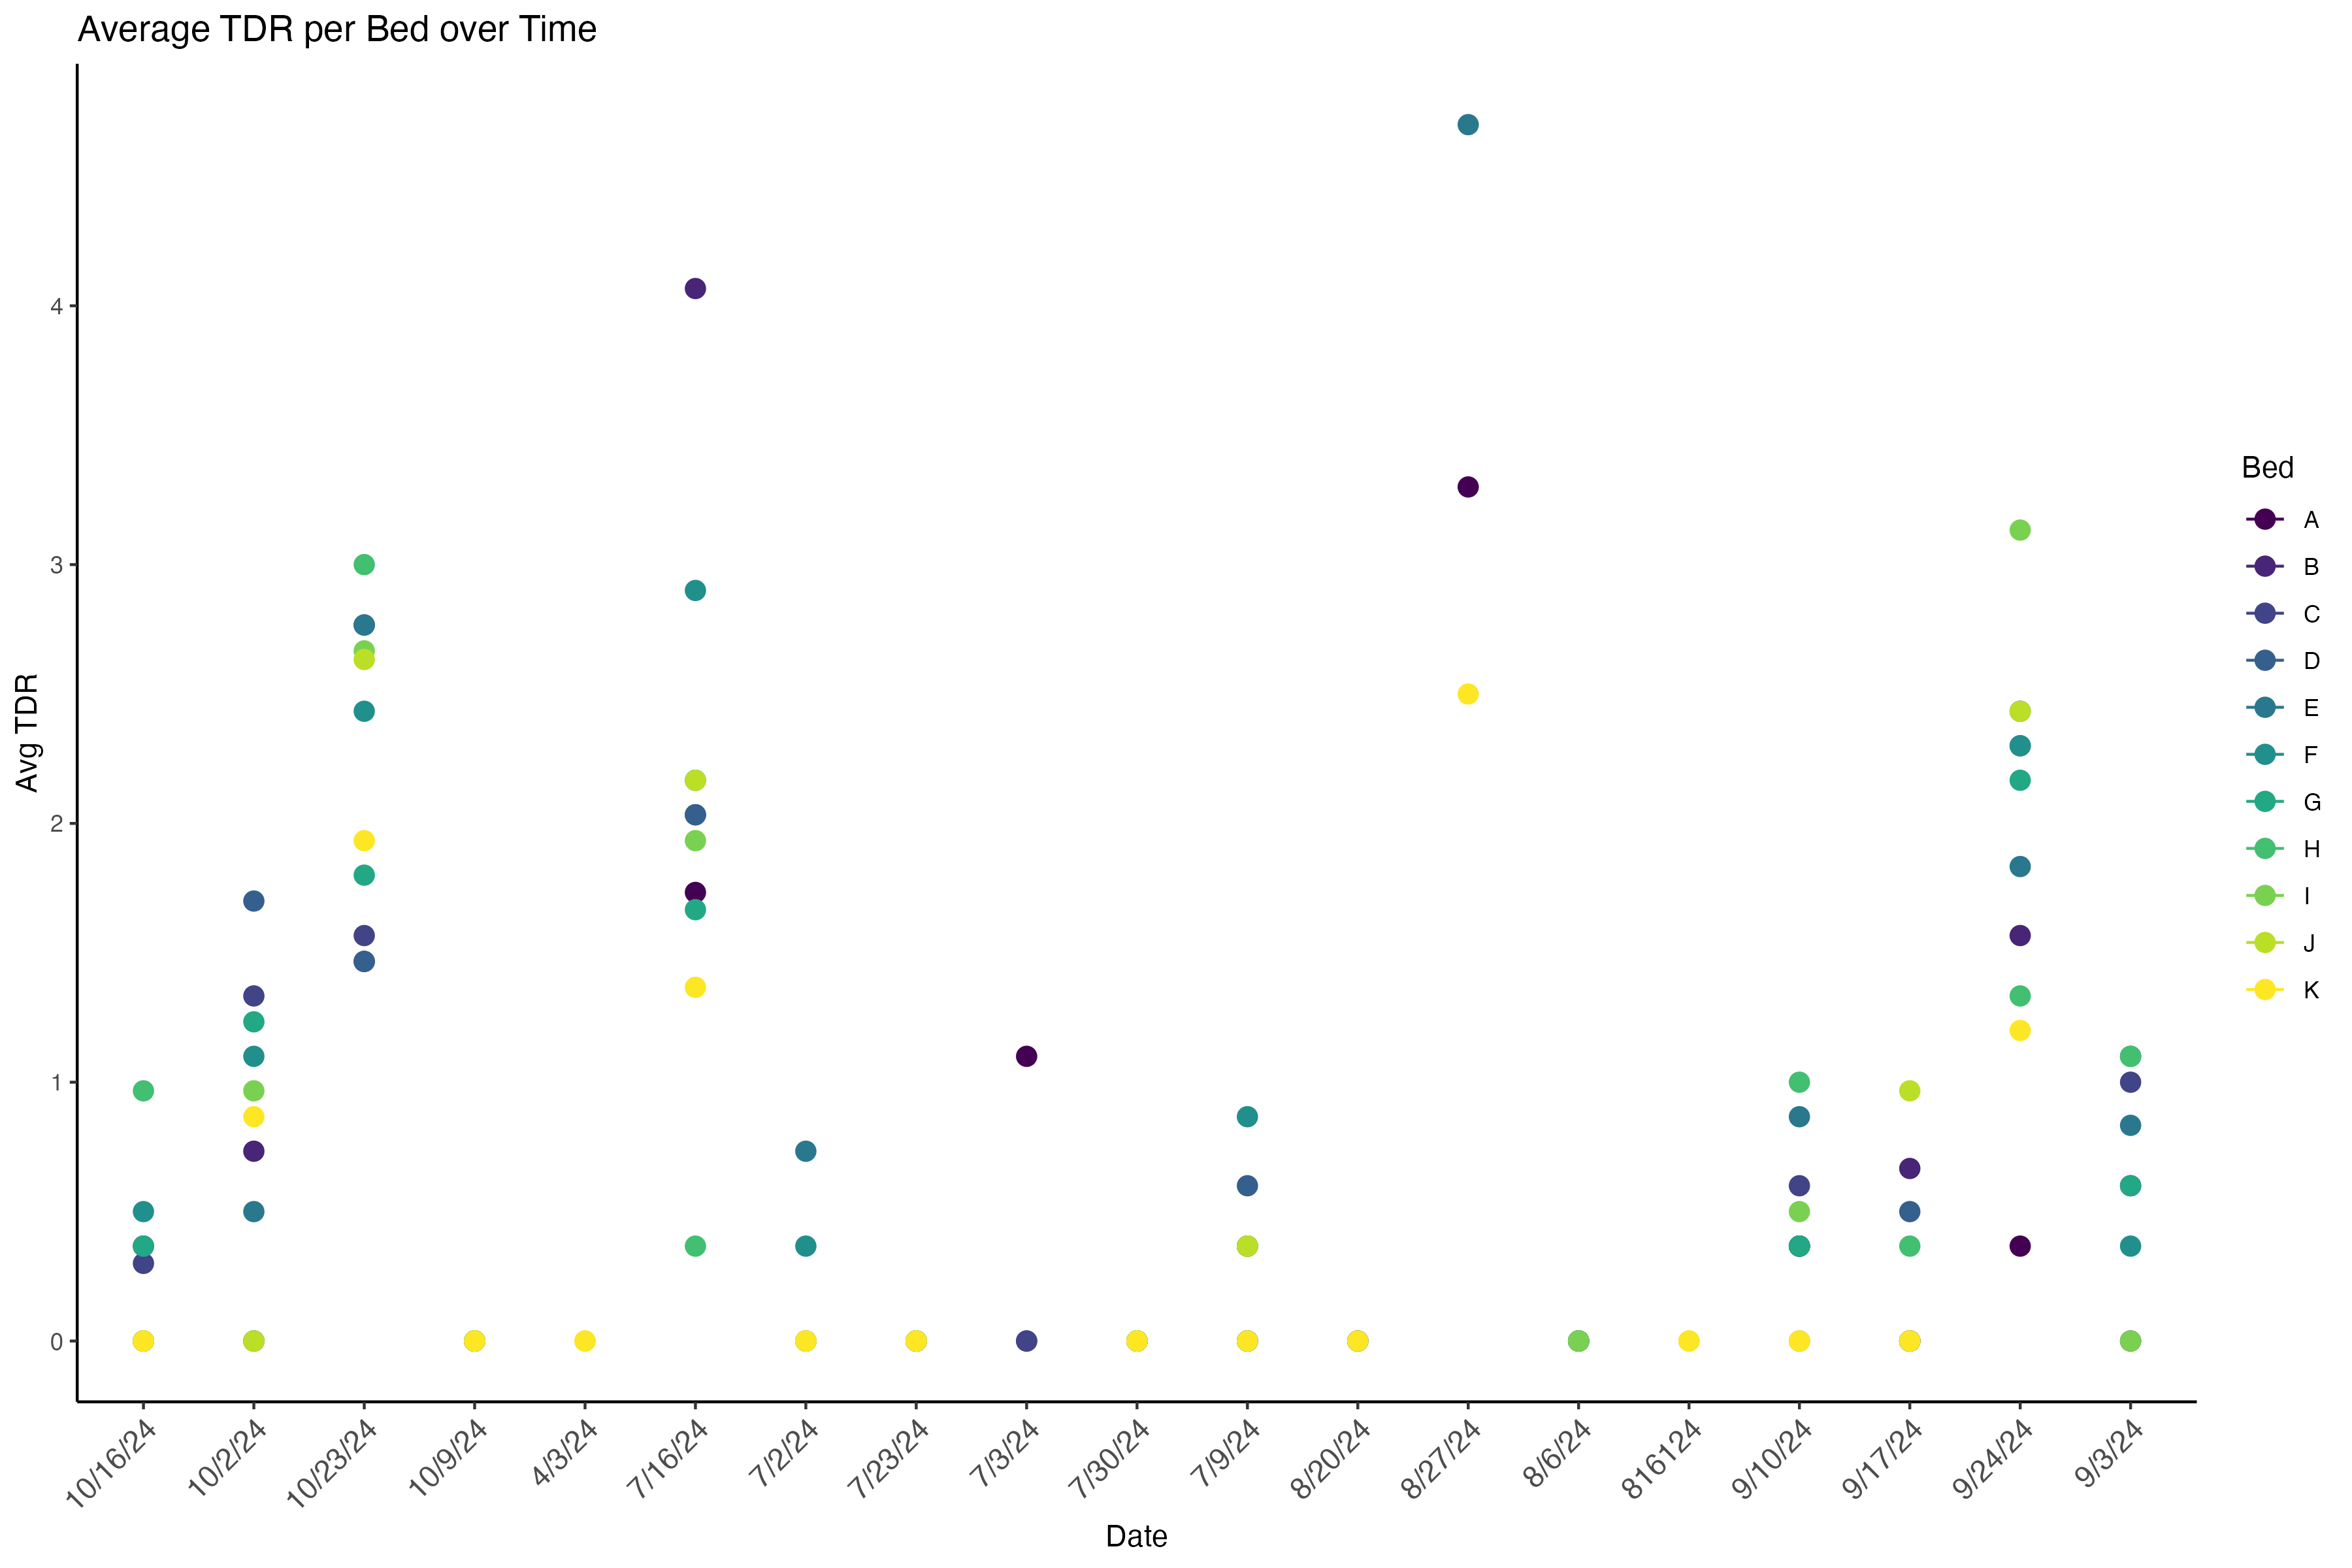 Average TDR per Bed over Time
Avg TDR
4
3
2
1
0
10/16/24
10/2/24
10/23/24
10/9/24
4/3/24
7/16/24
7/2/24
7/23/24
7/3/24
7/30/24
7/9/24
8/20/24
8/27/24
8/6/24
816124
9/10/24
9/17/24
9/24/24
9/3/24
Date
Bed
A
B
C
D
E
F
G
H
I
J
K